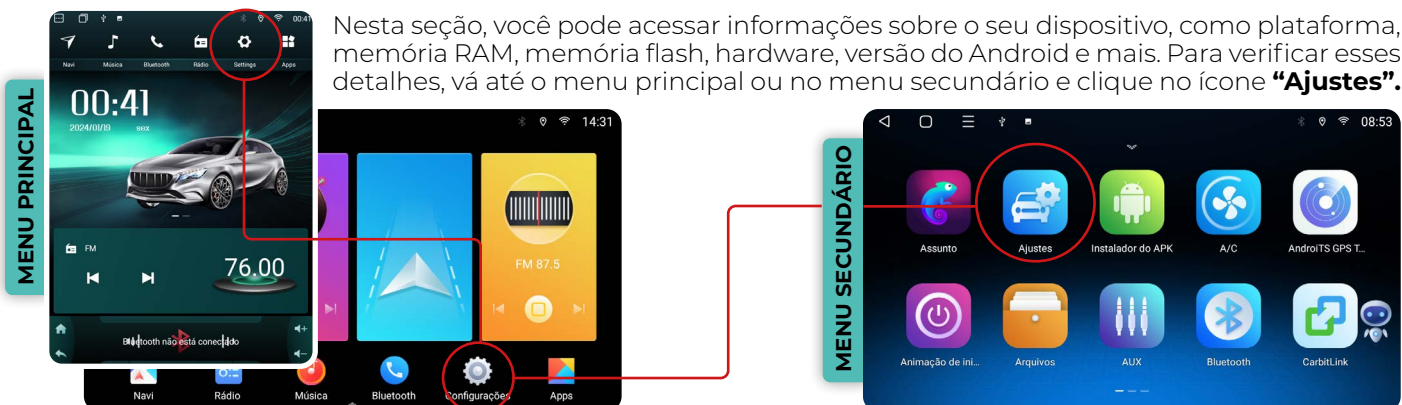 Nesta seção, você pode acessar informações sobre o seu dispositivo, como plataforma,
memória RAM, memória flash, hardware, versão do Android e mais. Para verificar esses
detalhes, vá até o menu principal ou no menu secundário e clique no ícone “Ajustes”.
MENU PRINCIPAL
00:41
Navi Música Bluetooth Rádio Settings Apps
00:41
2024/01/19 sex
FM
76.00
Bluetooth não está conectado
14:31
FM 87.5
Navi Rádio Música Bluetooth Configurações Apps
MENU SECUNDÁRIO
08:53
Assunto Ajustes Instalador do APK A/C AndroiTS GPS T...
Animação de ini... Arquivos AUX Bluetooth CarbitLink